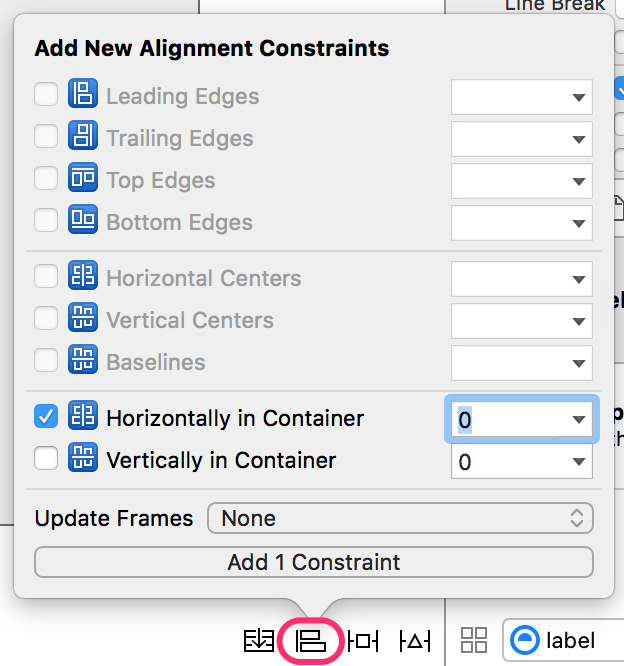 Line Break
Add New Alignment Constraints
Leading Edges
Trailing Edges
Top Edges
Bottom Edges
Horizontal Centers
Vertical Centers
Baselines
Horizontally in Container 0
Vertically in Container 0
Update Frames None
Add 1 Constraint
label